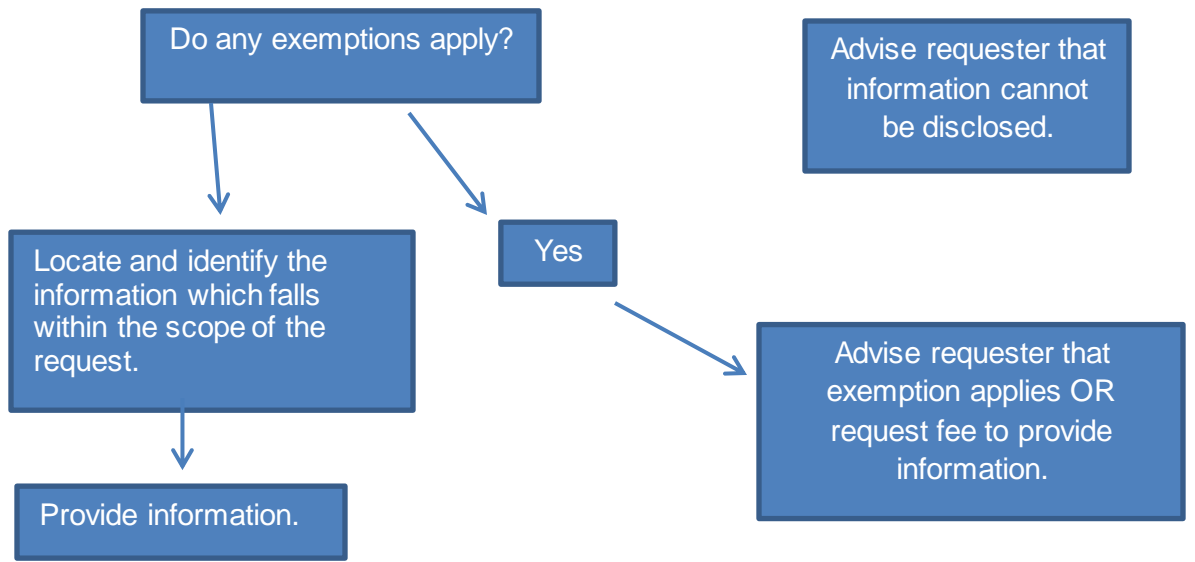 Do any exemptions apply?
Advise requester that
information cannot
be disclosed.
Locate and identify the
information which falls
within the scope of the
request.
Yes
Advise requester that
exemption applies OR
request fee to provide
information.
Provide information.